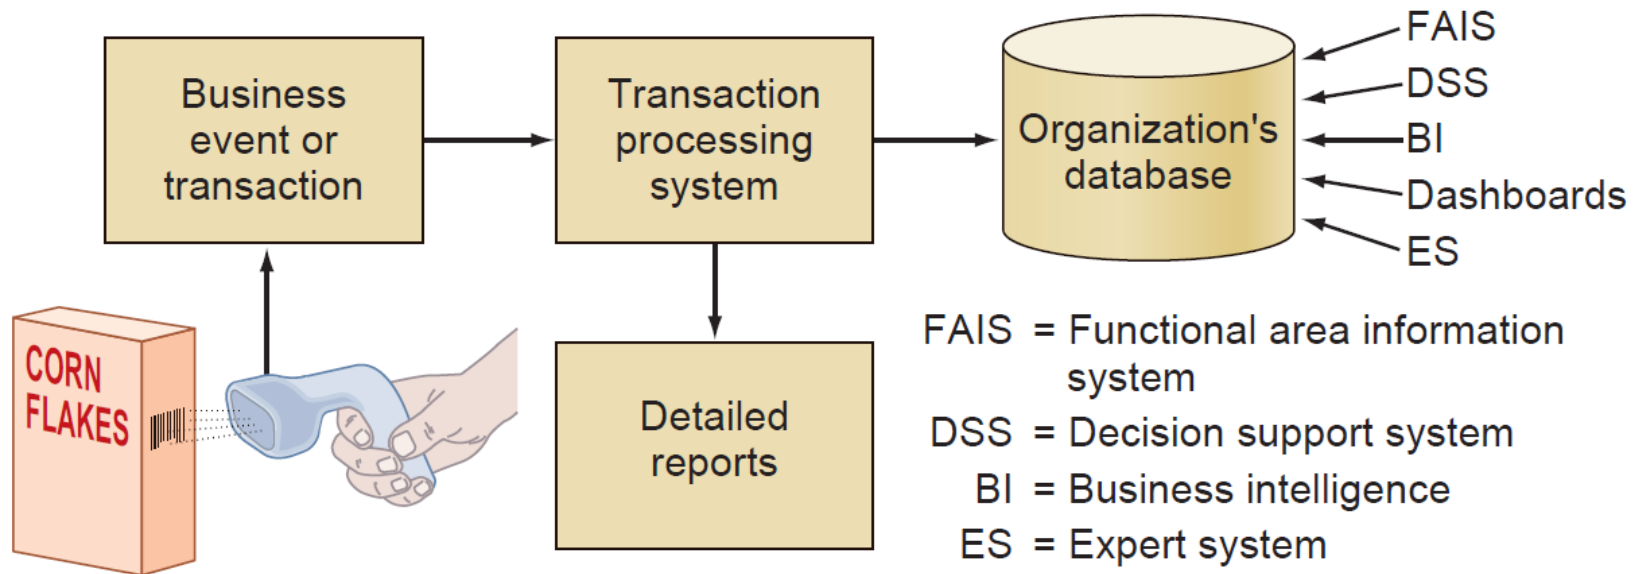 Business
event or
transaction
Transaction
processing
system
Organization's
database
FAIS
DSS
BI
Dashboards
ES
CORN
FLAKES
Detailed
reports
FAIS = Functional area information
system
DSS = Decision support system
BI = Business intelligence
ES = Expert system